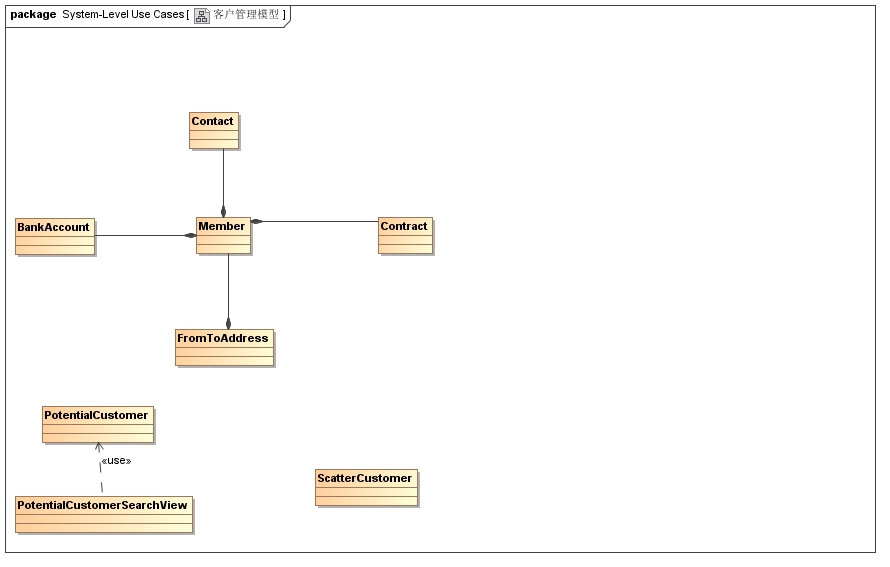 package System-Level Use Cases [ 客户管理模型 ]
Contact
BankAccount
Member
Contract
FromToAddress
PotentialCustomer
«use»
ScatterCustomer
PotentialCustomerSearchView